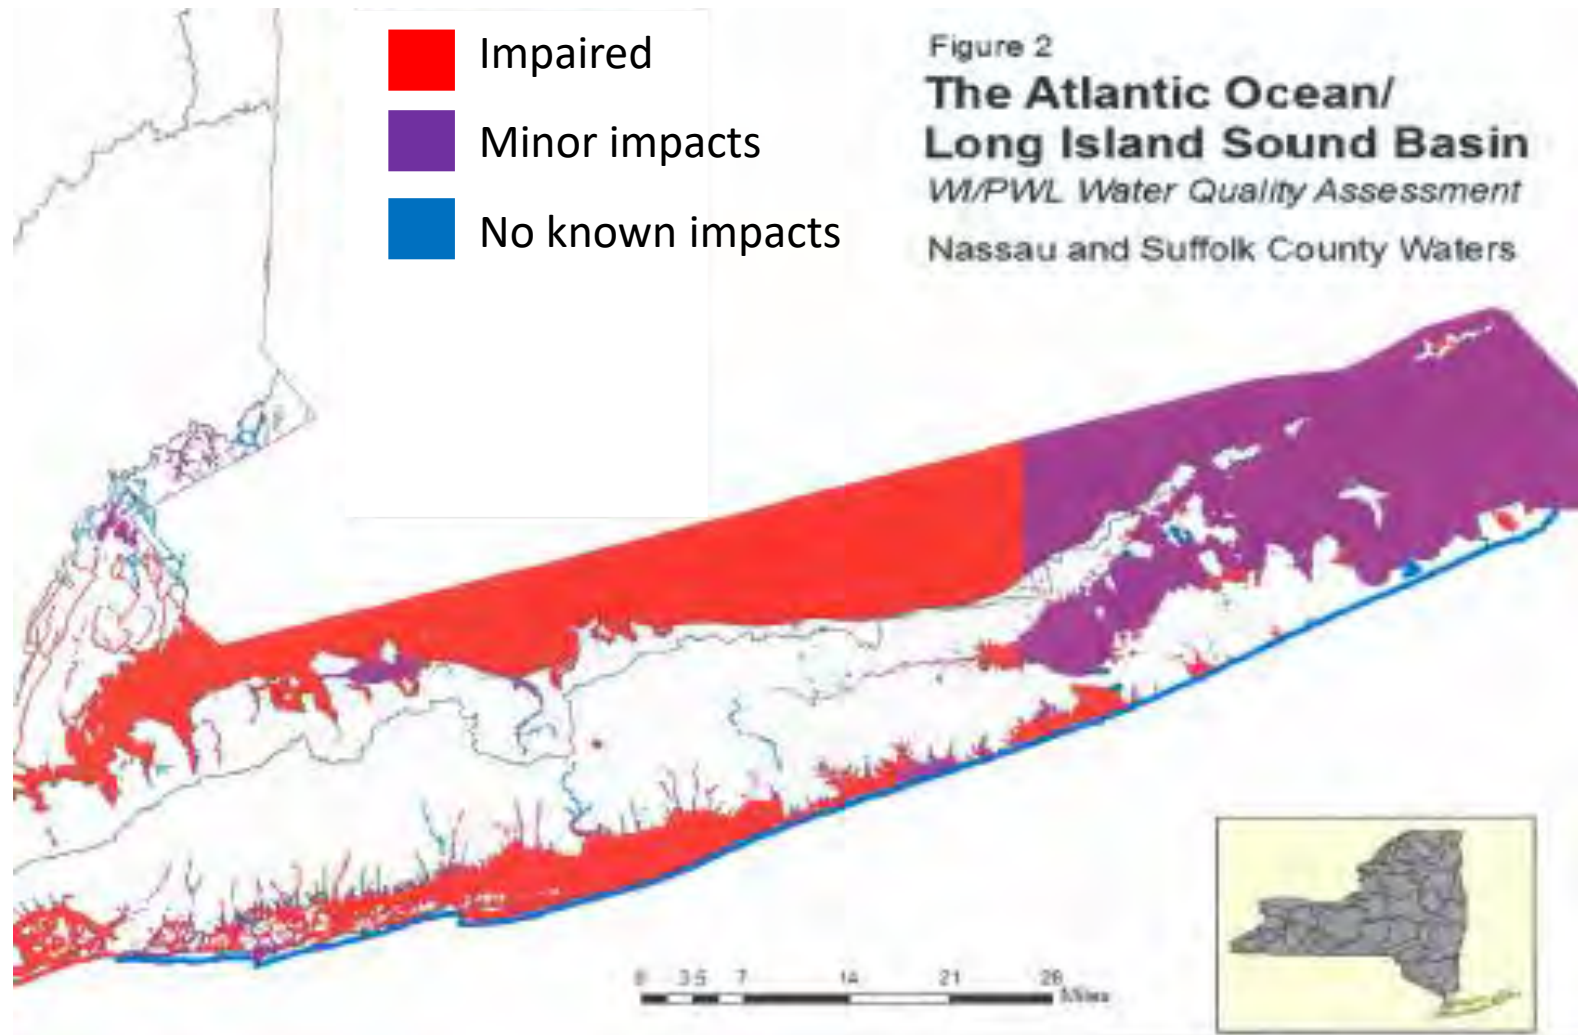 Impaired
Minor impacts
No known impacts
Figure 2
The Atlantic Ocean/
Long Island Sound Basin
WI/PWL Water Quality Assessment
Nassau and Suffolk County Waters
0 3.5 7 14 21 28
Miles